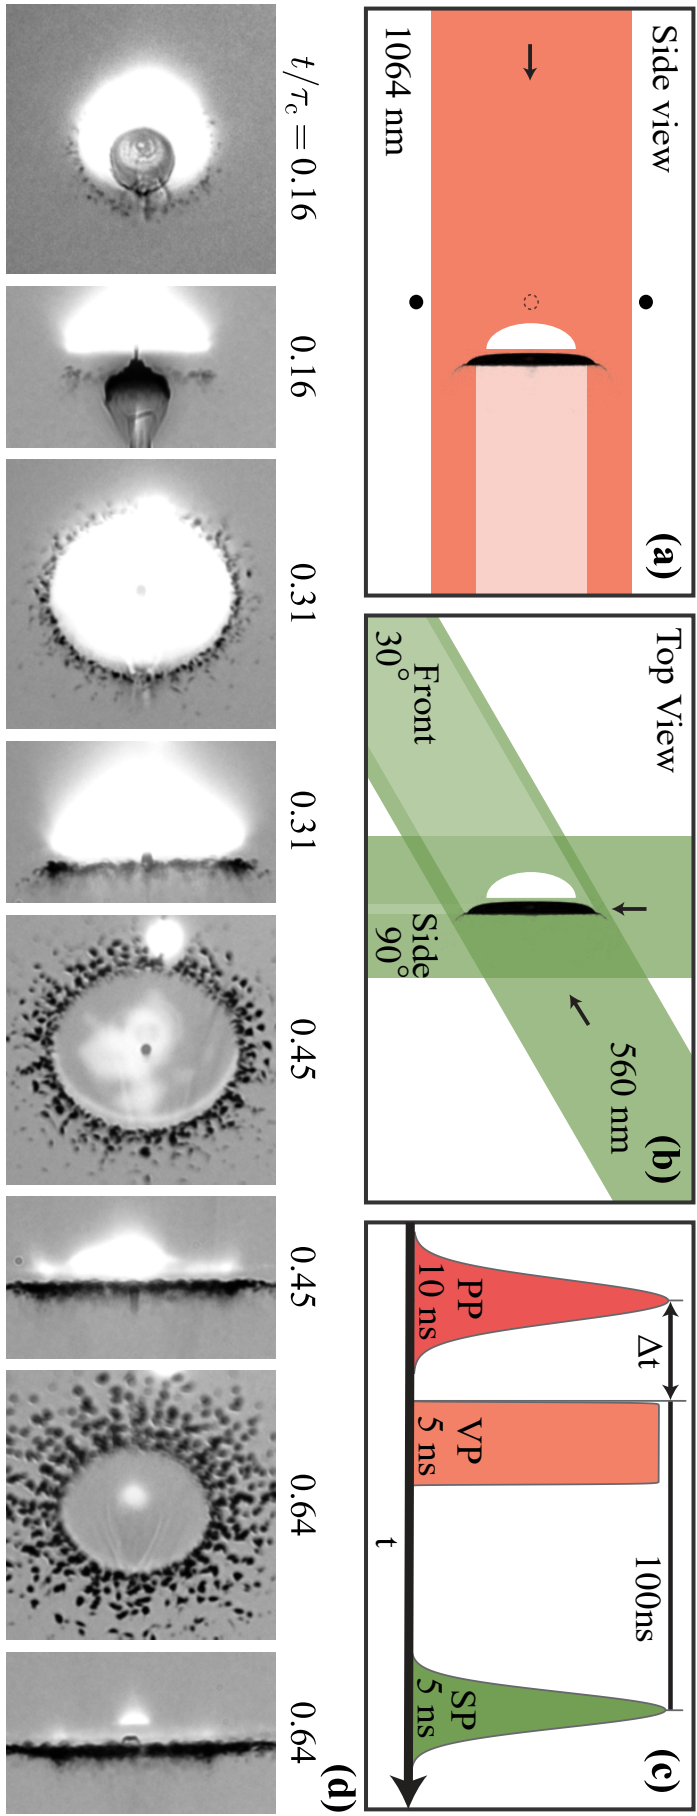 Side view
(a)
1064 nm
Top View
(b)
560 nm
Front
30°
Side
90°
(c)
Δt
100ns
PP
10 ns
VP
5 ns
SP
5 ns
t
(d)
t/τc = 0.16
0.16
0.31
0.31
0.45
0.45
0.64
0.64